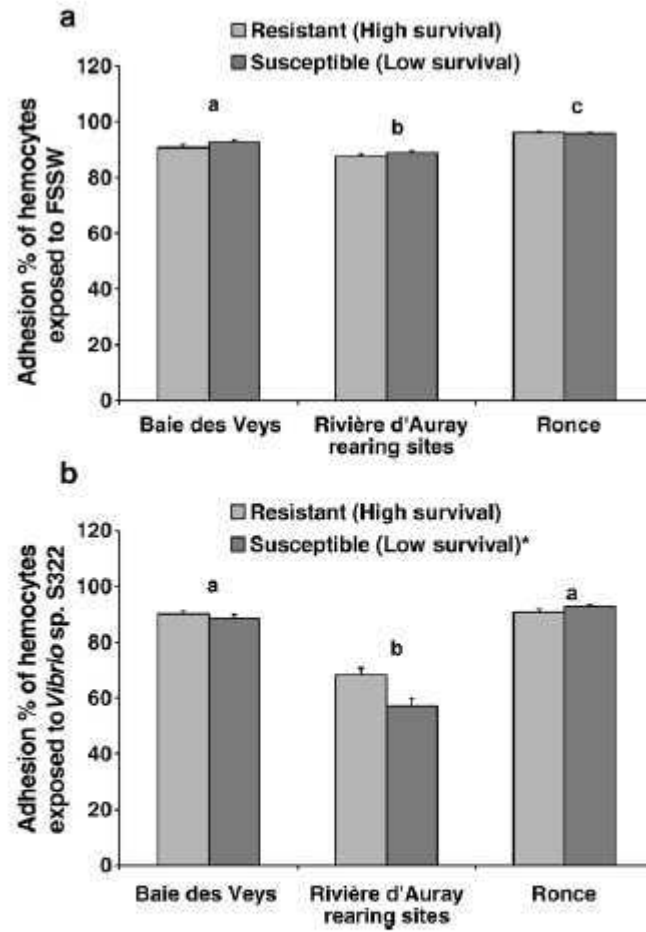 a
Resistant (High survival)
Susceptible (Low survival)
Adhesion % of hemocytes
exposed to FSSW
120
100
80
60
40
20
0
a
b
c
Baie des Veys
Rivière d'Auray
rearing sites
Ronce
b
Resistant (High survival)
Susceptible (Low survival)*
Adhesion % of hemocytes
exposed to Vibrio sp. S322
120
100
80
60
40
20
0
a
b
a
Baie des Veys
Rivière d'Auray
rearing sites
Ronce